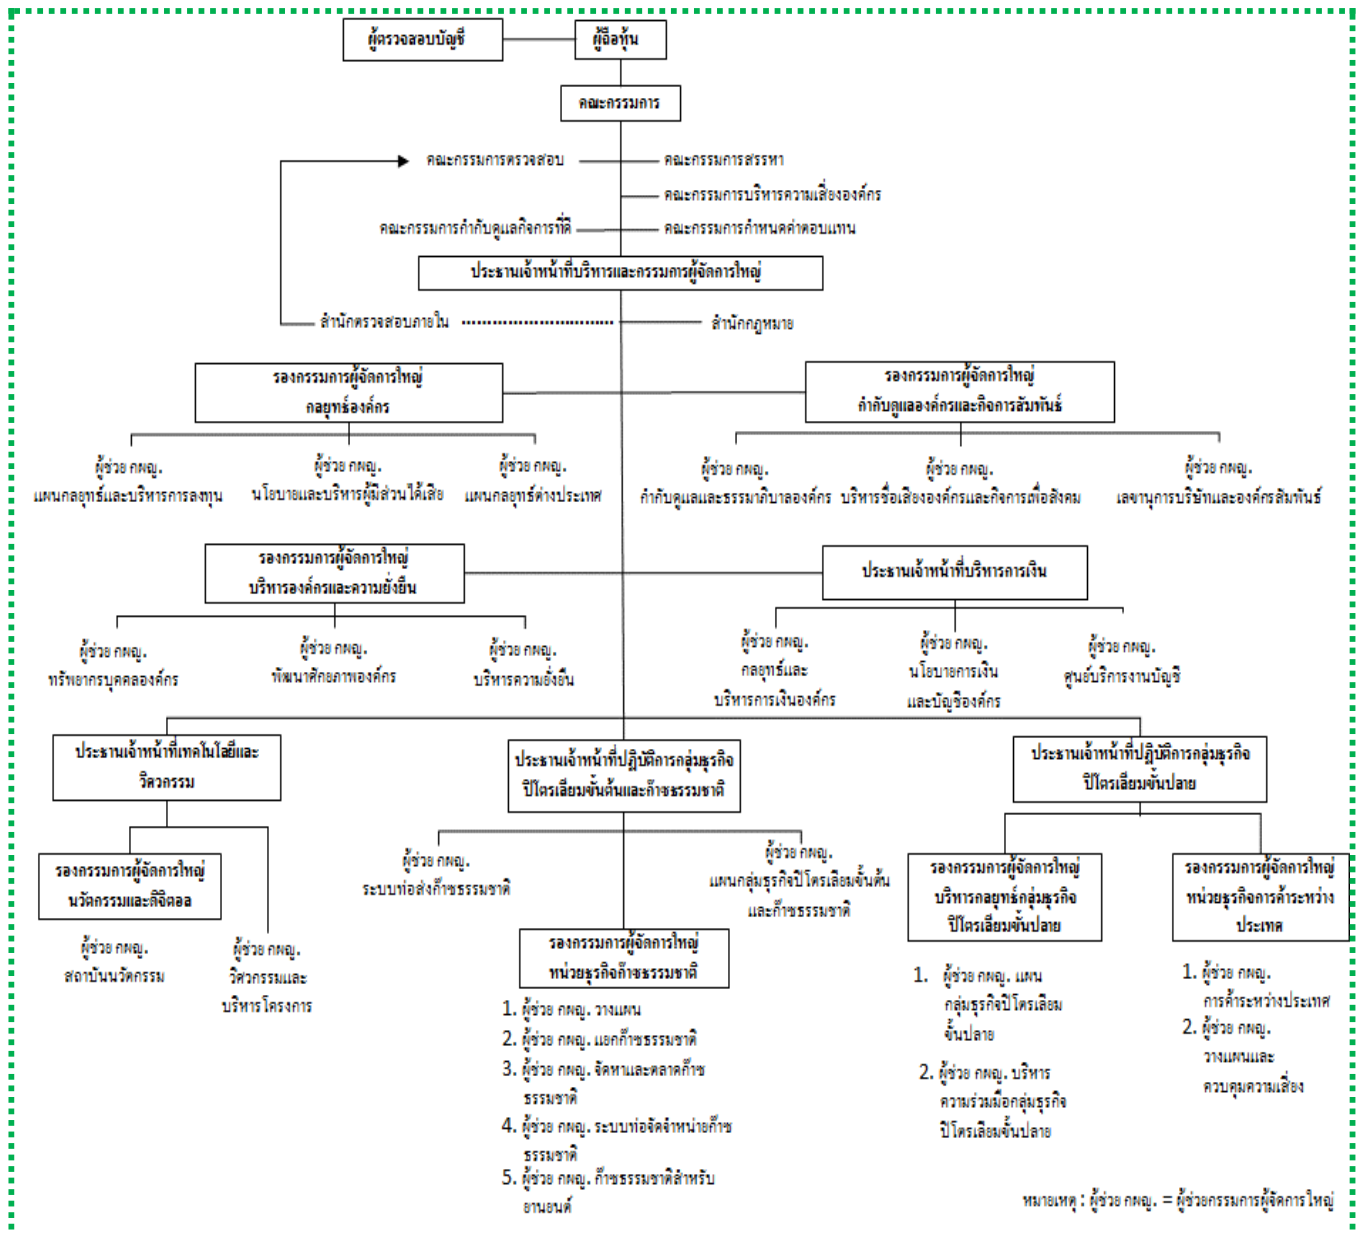 ผู้ตรวจสอบบัญชี
ผู้ถือหุ้น
คณะกรรมการ
คณะกรรมการตรวจสอบ
คณะกรรมการสรรหา
คณะกรรมการบริหารความเสี่ยงองค์กร
คณะกรรมการกำกับดูแลกิจการที่ดี
คณะกรรมการกำหนดค่าตอบแทน
ประธานเจ้าหน้าที่บริหารและกรรมการผู้จัดการใหญ่
สำนักตรวจสอบภายใน
สำนักกฎหมาย
รองกรรมการผู้จัดการใหญ่
กลยุทธ์องค์กร
รองกรรมการผู้จัดการใหญ่
กำกับดูแลองค์กรและกิจการสัมพันธ์
ผู้ช่วย กผญ.
แผนกลยุทธ์และบริหารการลงทุน
ผู้ช่วย กผญ.
นโยบายและบริหารผู้มีส่วนได้เสีย
ผู้ช่วย กผญ.
แผนกลยุทธ์ต่างประเทศ
ผู้ช่วย กผญ.
กำกับดูแลและธรรมาภิบาลองค์กร
ผู้ช่วย กผญ.
บริหารชื่อเสียงองค์กรและกิจการเพื่อสังคม
ผู้ช่วย กผญ.
เลขานุการบริษัทและองค์กรสัมพันธ์
รองกรรมการผู้จัดการใหญ่
บริหารองค์กรและความยั่งยืน
ประธานเจ้าหน้าที่บริหารการเงิน
ผู้ช่วย กผญ.
ทรัพยากรบุคคลองค์กร
ผู้ช่วย กผญ.
พัฒนาศักยภาพองค์กร
ผู้ช่วย กผญ.
บริหารความยั่งยืน
ผู้ช่วย กผญ.
กลยุทธ์และ
บริหารการเงินองค์กร
ผู้ช่วย กผญ.
นโยบายการเงิน
และบัญชีองค์กร
ผู้ช่วย กผญ.
ศูนย์บริการงานบัญชี
ประธานเจ้าหน้าที่เทคโนโลยีและ
วิศวกรรม
ประธานเจ้าหน้าที่ปฏิบัติการกลุ่มธุรกิจ
ปิโตรเลียมขั้นต้นและก๊าซธรรมชาติ
ประธานเจ้าหน้าที่ปฏิบัติการกลุ่มธุรกิจ
ปิโตรเลียมขั้นปลาย
รองกรรมการผู้จัดการใหญ่
นวัตกรรมและดิจิตอล
ผู้ช่วย กผญ.
สถาบันนวัตกรรม
ผู้ช่วย กผญ.
วิศวกรรมและ
บริหารโครงการ
ผู้ช่วย กผญ.
ระบบท่อส่งก๊าซธรรมชาติ
ผู้ช่วย กผญ.
แผนกลุ่มธุรกิจปิโตรเลียมขั้นต้น
และก๊าซธรรมชาติ
รองกรรมการผู้จัดการใหญ่
หน่วยธุรกิจก๊าซธรรมชาติ
1. ผู้ช่วย กผญ. วางแผน
2. ผู้ช่วย กผญ. แยกก๊าซธรรมชาติ
3. ผู้ช่วย กผญ. จัดหาและตลาดก๊าซ
ธรรมชาติ
4. ผู้ช่วย กผญ. ระบบท่อจัดจำหน่ายก๊าซ
ธรรมชาติ
5. ผู้ช่วย กผญ. ก๊าซธรรมชาติสำหรับ
ยานยนต์
รองกรรมการผู้จัดการใหญ่
บริหารกลยุทธ์กลุ่มธุรกิจ
ปิโตรเลียมขั้นปลาย
1. ผู้ช่วย กผญ. แผน
กลุ่มธุรกิจปิโตรเลียม
ขั้นปลาย
2. ผู้ช่วย กผญ. บริหาร
ความร่วมมือกลุ่มธุรกิจ
ปิโตรเลียมขั้นปลาย
รองกรรมการผู้จัดการใหญ่
หน่วยธุรกิจการค้าระหว่าง
ประเทศ
1. ผู้ช่วย กผญ.
การค้าระหว่างประเทศ
2. ผู้ช่วย กผญ.
วางแผนและ
ควบคุมความเสี่ยง
หมายเหตุ : ผู้ช่วย กผญ. = ผู้ช่วยกรรมการผู้จัดการใหญ่